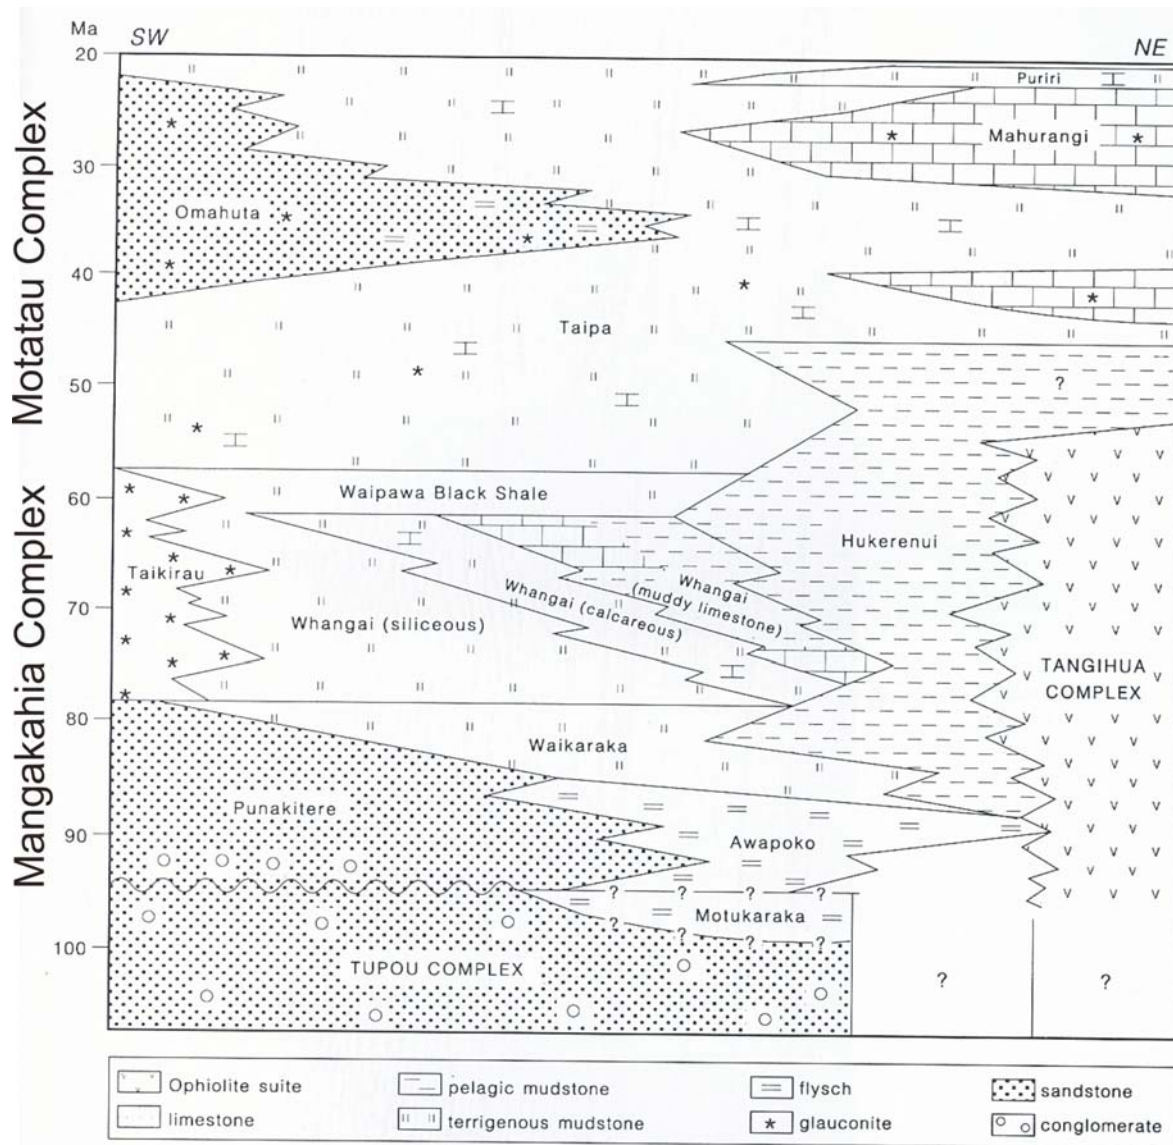 Ma
SW
NE
20
30
40
50
60
70
80
90
100
Motatau Complex
Mangakahia Complex
Puriri
Mahurangi
Omahuta
Taipa
?
Waipawa Black Shale
Hukerenui
Taikirau
Whangai (siliceous)
Whangai (calcareous)
Whangai
(muddy limestone)
TANGIHUA
COMPLEX
Waikaraka
Punakitere
Awapoko
? ? ? ?
Motukaraka
? ? ? ?
TUPOU COMPLEX
? ?
Ophiolite suite
pelagic mudstone
flysch
sandstone
limestone
terrigenous mudstone
glauconite
conglomerate